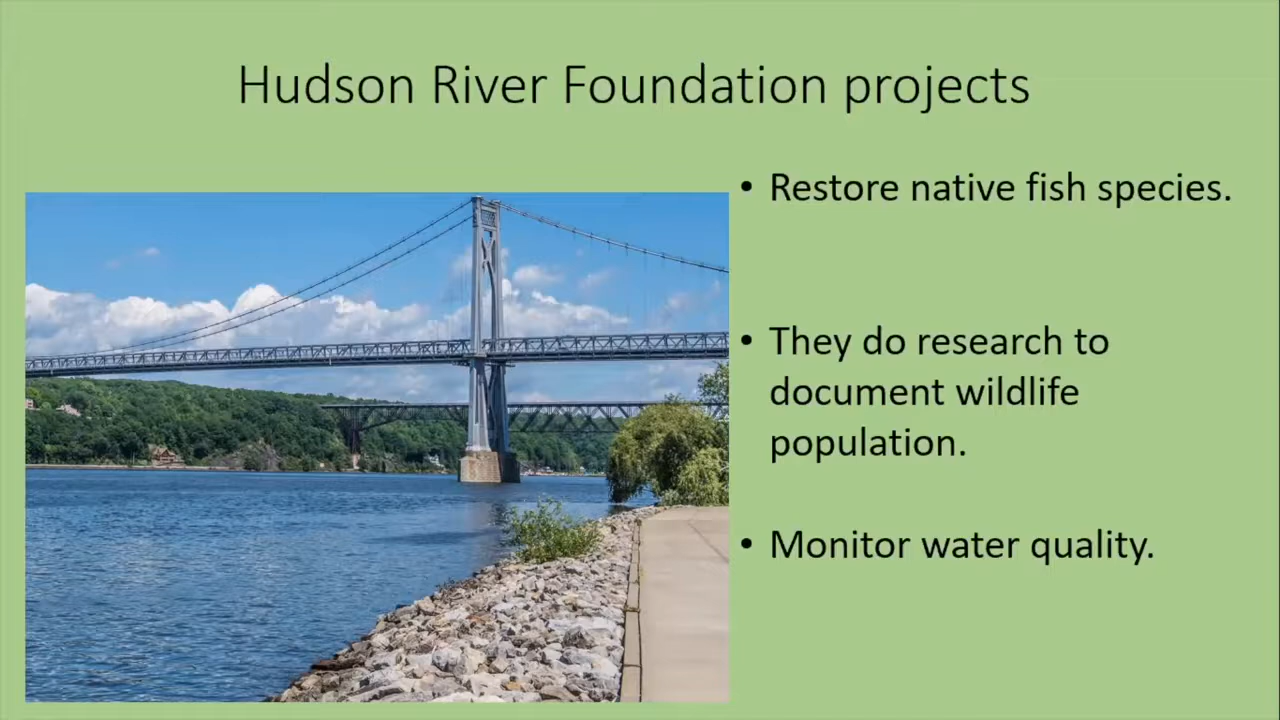 Hudson River Foundation projects
• Restore native fish species.
• They do research to
document wildlife
population.
• Monitor water quality.